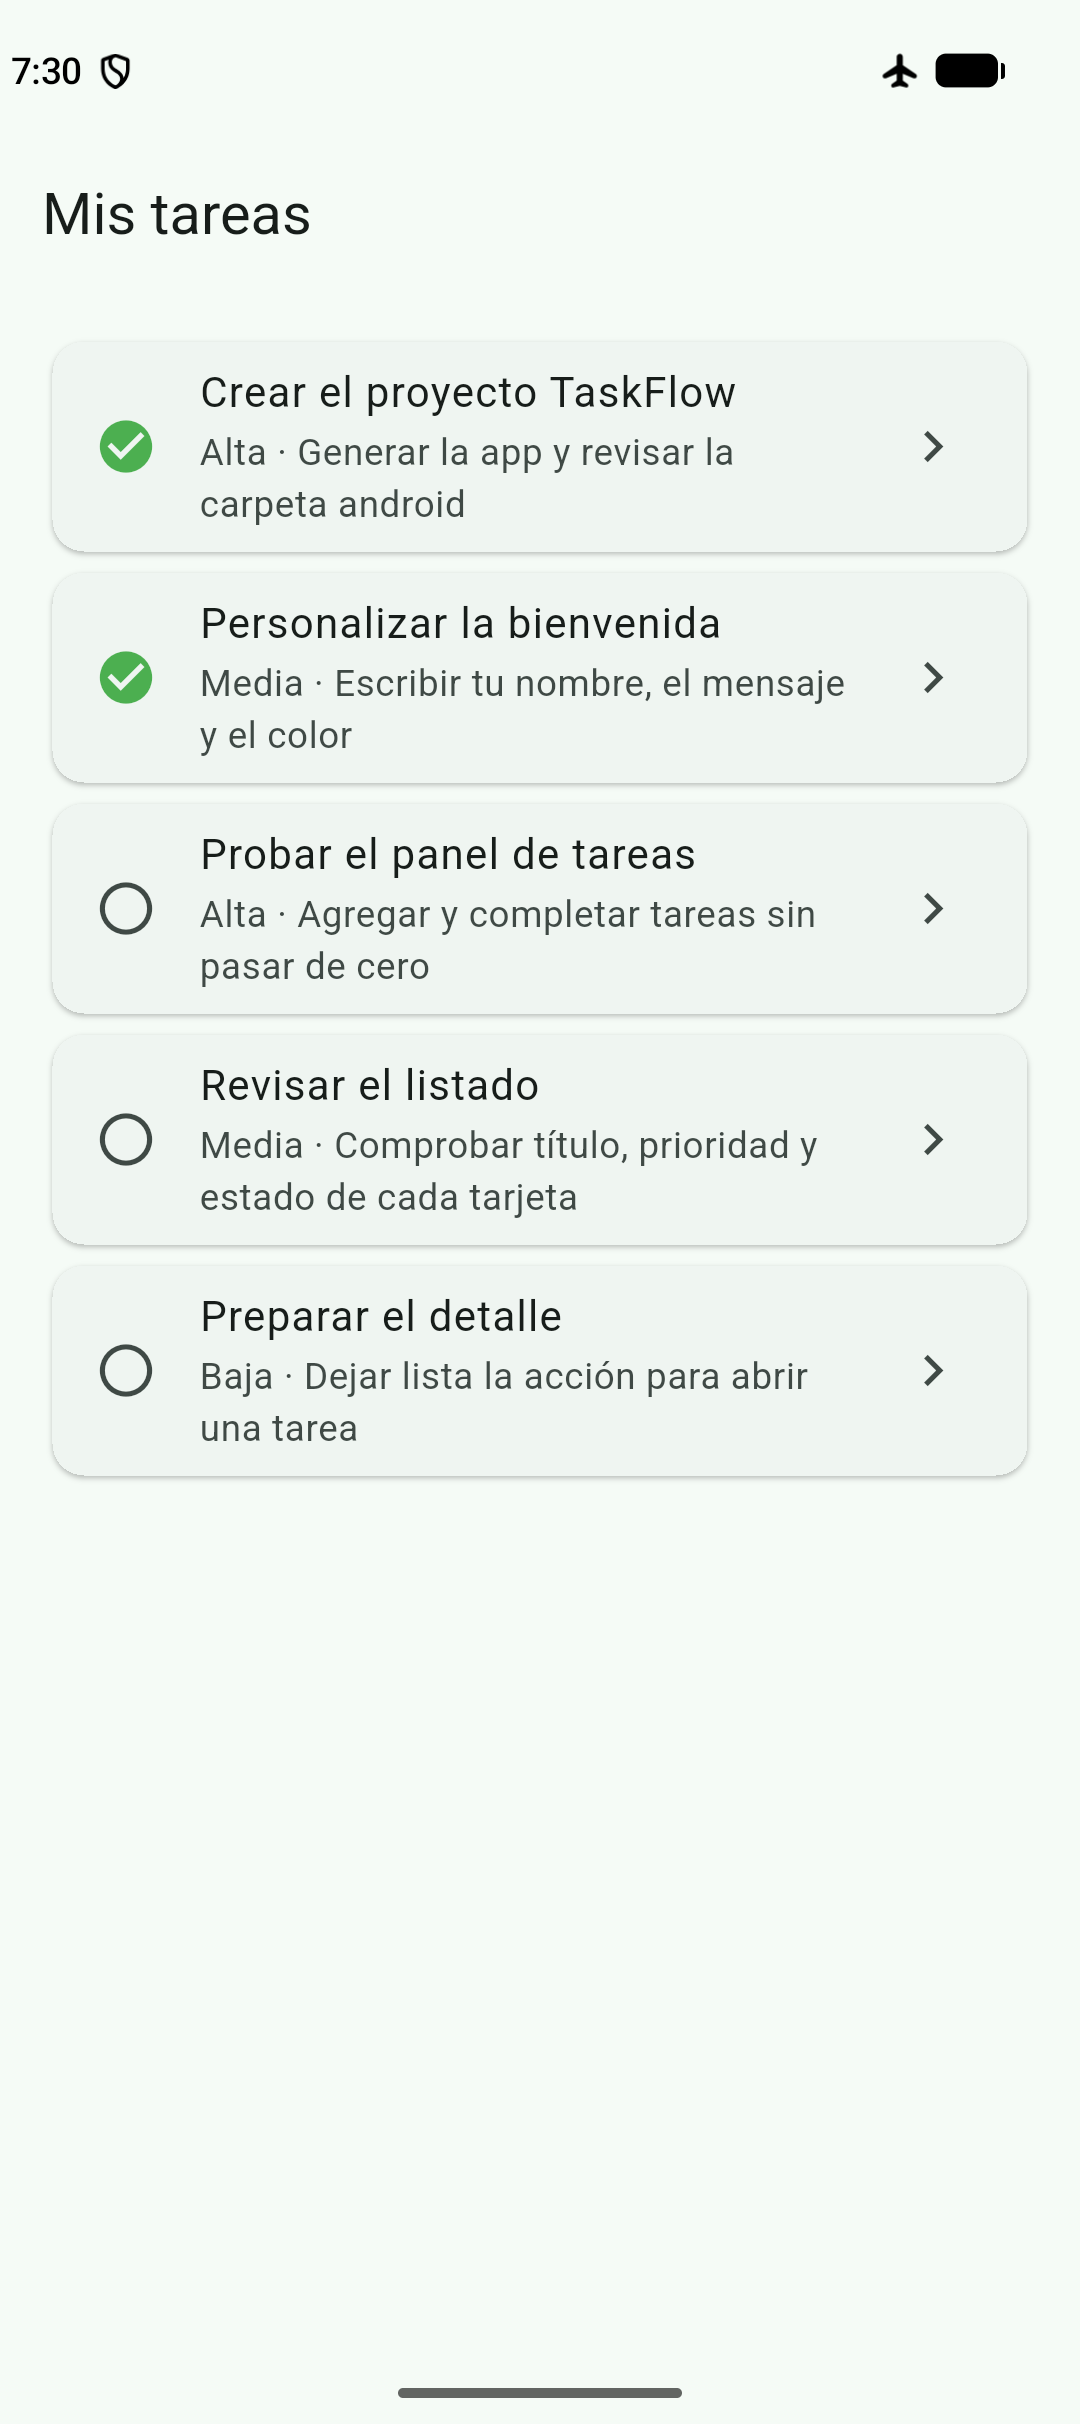 7:30
Mis tareas
Crear el proyecto TaskFlow
Alta · Generar la app y revisar la
carpeta android
Personalizar la bienvenida
Media · Escribir tu nombre, el mensaje
y el color
Probar el panel de tareas
Alta · Agregar y completar tareas sin
pasar de cero
Revisar el listado
Media · Comprobar título, prioridad y
estado de cada tarjeta
Preparar el detalle
Baja · Dejar lista la acción para abrir
una tarea